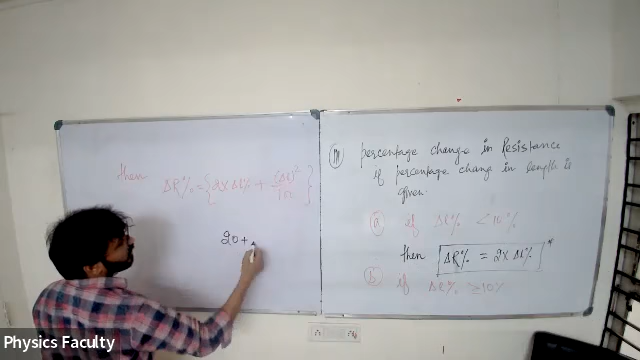 then ΔR% = {2×Δl% + (Δl)²/100}
20+
(III) percentage change in Resistance
if percentage change in length is
given.
(a) if Δl% < 10%
then ΔR% = 2×Δl% *
(b) if Δl% ≥10%
Physics Faculty